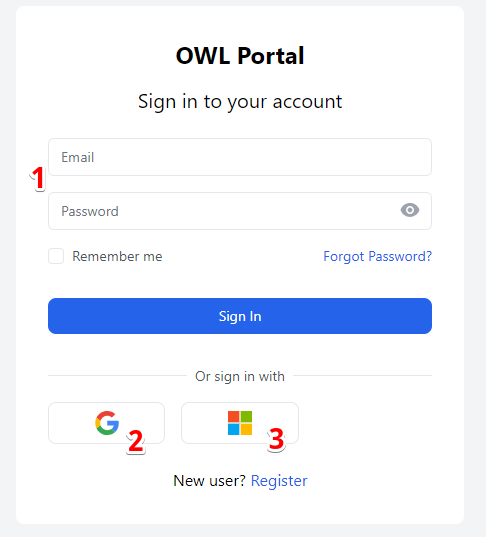 OWL Portal
Sign in to your account
Email
1
Password
Remember me Forgot Password?
Sign In
Or sign in with
2 3
New user? Register